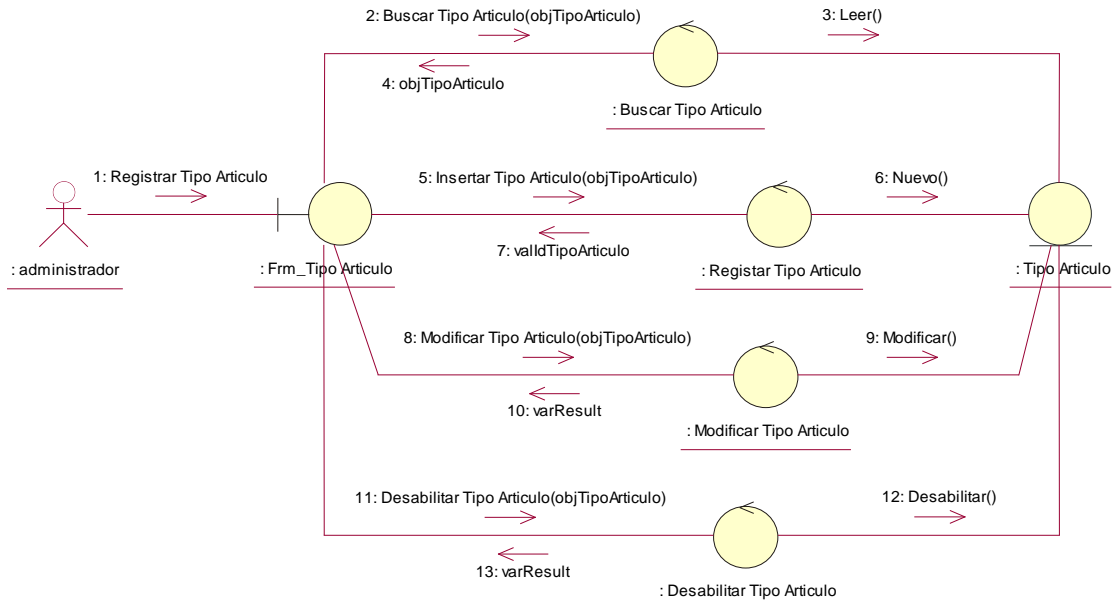 2: Buscar Tipo Articulo(objTipoArticulo)
3: Leer()
4: objTipoArticulo
: Buscar Tipo Articulo
1: Registrar Tipo Articulo
5: Insertar Tipo Articulo(objTipoArticulo)
6: Nuevo()
7: valIdTipoArticulo
: administrador
: Frm_Tipo Articulo
: Registar Tipo Articulo
: Tipo Articulo
8: Modificar Tipo Articulo(objTipoArticulo)
9: Modificar()
10: varResult
: Modificar Tipo Articulo
11: Desabilitar Tipo Articulo(objTipoArticulo)
12: Desabilitar()
13: varResult
: Desabilitar Tipo Articulo